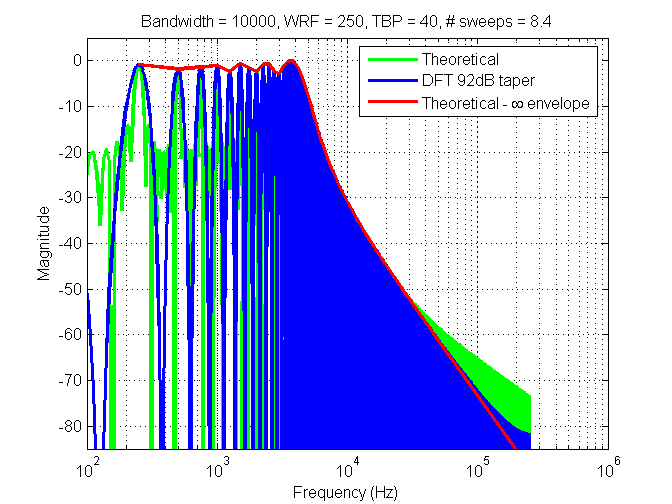 Bandwidth = 10000, WRF = 250, TBP = 40, # sweeps = 8.4
Theoretical
DFT 92dB taper
Theoretical - ∞ envelope
0
-10
-20
-30
-40
-50
-60
-70
-80
Magnitude
10^2
10^3
10^4
10^5
10^6
Frequency (Hz)